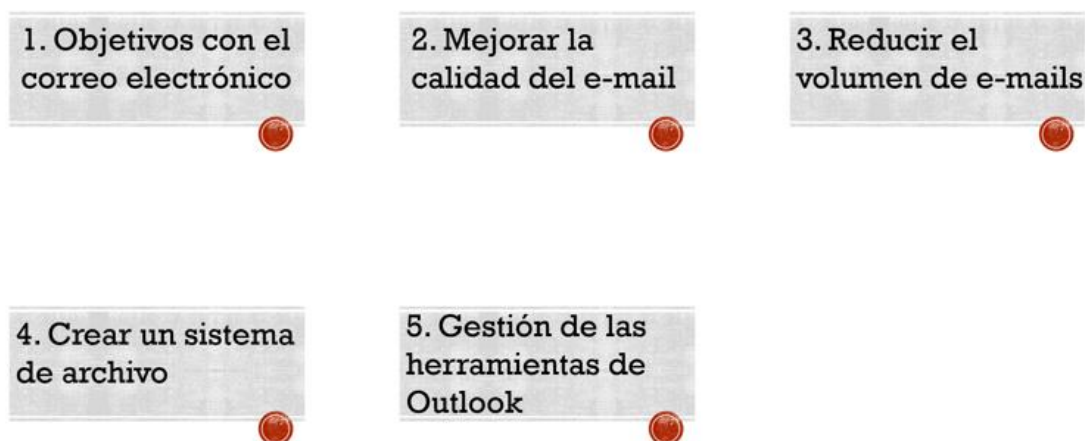 1. Objetivos con el
correo electrónico
2. Mejorar la
calidad del e-mail
3. Reducir el
volumen de e-mails
4. Crear un sistema
de archivo
5. Gestión de las
herramientas de
Outlook